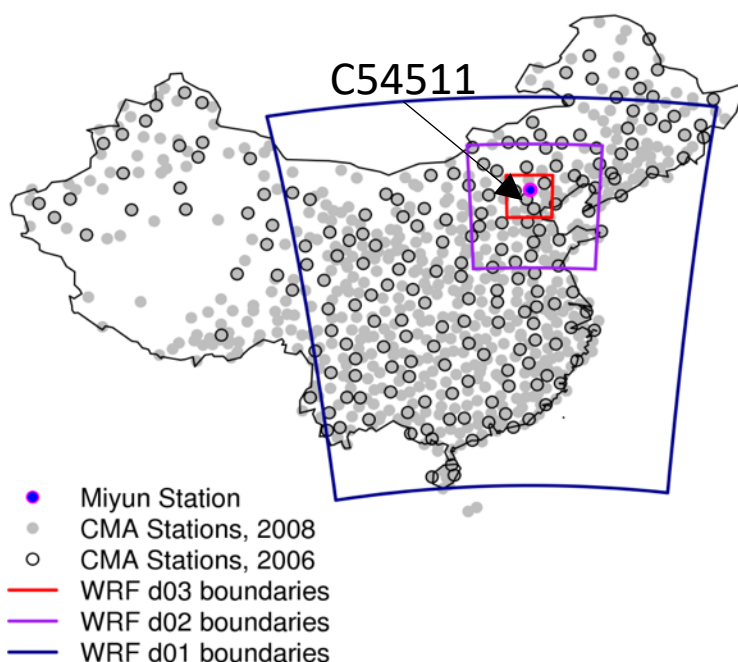 C54511
Miyun Station
CMA Stations, 2008
CMA Stations, 2006
WRF d03 boundaries
WRF d02 boundaries
WRF d01 boundaries